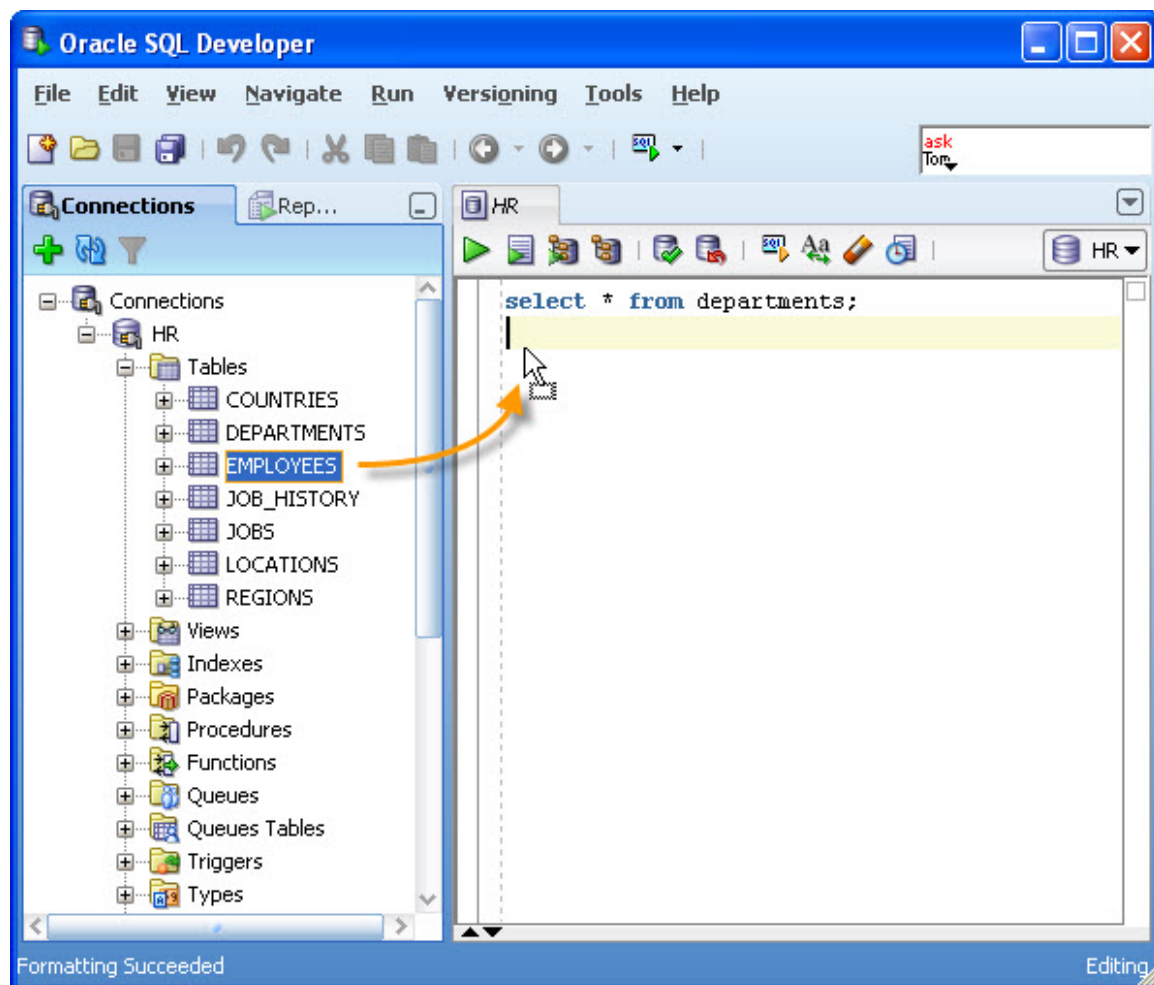 Oracle SQL Developer
File Edit View Navigate Run Versioning Tools Help
ask
Tom
Connections
Rep...
HR
HR
Connections
HR
Tables
COUNTRIES
DEPARTMENTS
EMPLOYEES
JOB_HISTORY
JOBS
LOCATIONS
REGIONS
Views
Indexes
Packages
Procedures
Functions
Queues
Queues Tables
Triggers
Types
select * from departments;
Formatting Succeeded
Editing